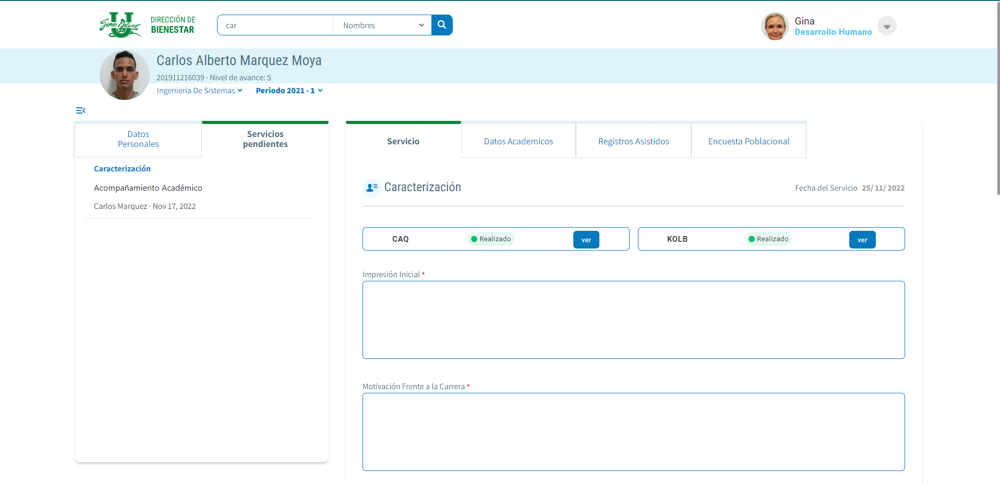 Simón Bolívar
DIRECCIÓN DE
BIENESTAR
car
Nombres
Gina
Desarrollo Humano
Carlos Alberto Marquez Moya
201911216039 · Nivel de avance: 5
Ingenieria De Sistemas
Periodo 2021 - 1
Datos
Personales
Servicios
pendientes
Caracterización
Acompañamiento Académico
Carlos Marquez · Nov 17, 2022
Servicio
Datos Academicos
Registros Asistidos
Encuesta Poblacional
Caracterización
Fecha del Servicio 25/ 11/ 2022
CAQ
Realizado
ver
KOLB
Realizado
ver
Impresión Inicial *
Motivación Frente a la Carrera *